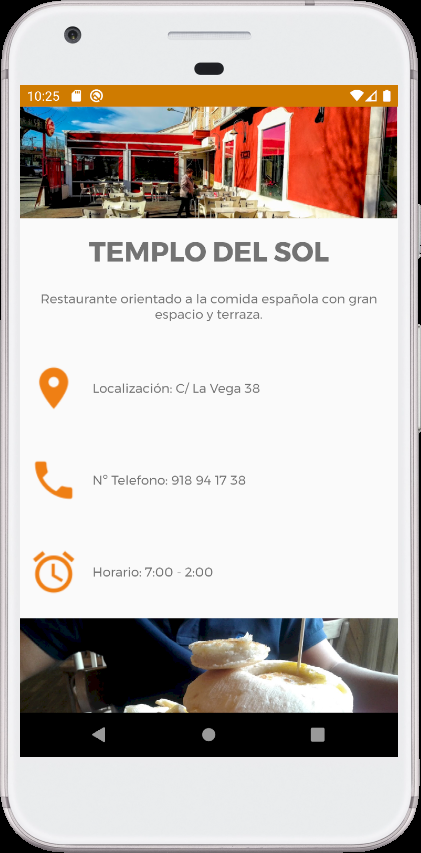 10:25
TEMPLO DEL SOL
Restaurante orientado a la comida española con gran
espacio y terraza.
Localización: C/ La Vega 38
Nº Telefono: 918 94 17 38
Horario: 7:00 - 2:00